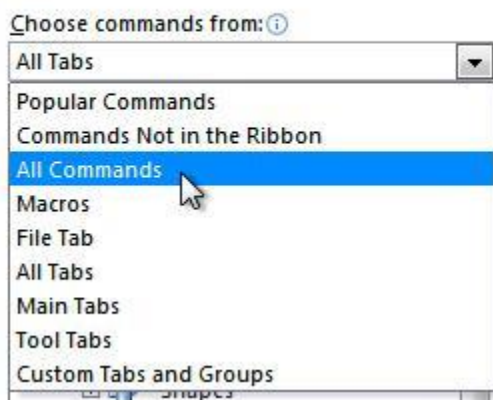 Choose commands from:
All Tabs
Popular Commands
Commands Not in the Ribbon
All Commands
Macros
File Tab
All Tabs
Main Tabs
Tool Tabs
Custom Tabs and Groups
Shapes